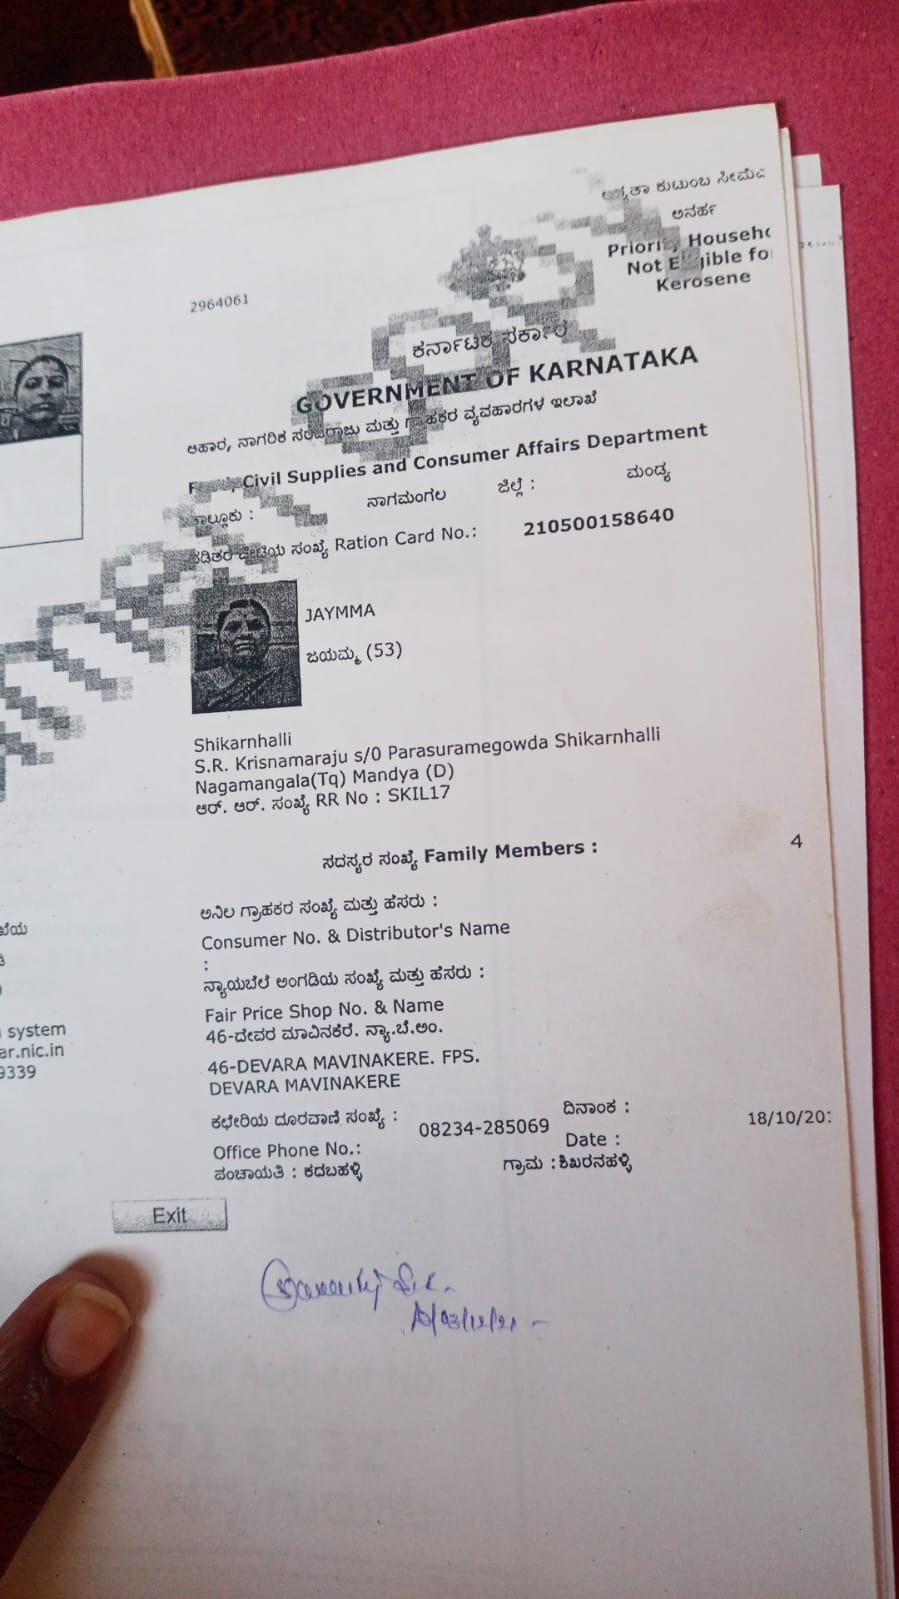 ಕುಟುಂಬ
ಅನರ್ಹ
Priority Househo
Not Eligible fo
Kerosene
2964061
ಕರ್ನಾಟಕ ಸರ್ಕಾರ
GOVERNMENT OF KARNATAKA
ಆಹಾರ, ನಾಗರಿಕ ಸರಬರಾಜು ಮತ್ತು ಗ್ರಾಹಕರ ವ್ಯವಹಾರಗಳ ಇಲಾಖೆ
Civil Supplies and Consumer Affairs Department
ತಾಲ್ಲೂಕು : ನಾಗಮಂಗಲ ಜಿಲ್ಲೆ : ಮಂಡ್ಯ
ಪಡಿತರ ಚೀಟಿಯ ಸಂಖ್ಯೆ Ration Card No.: 210500158640
JAYMMA
ಜಯಮ್ಮ (53)
Shikarnhalli
S.R. Krisnamaraju s/0 Parasuramegowda Shikarnhalli
Nagamangala(Tq) Mandya (D)
ಆರ್. ಆರ್. ಸಂಖ್ಯೆ RR No : SKIL17
ಸದಸ್ಯರ ಸಂಖ್ಯೆ Family Members : 4
ಅನಿಲ ಗ್ರಾಹಕರ ಸಂಖ್ಯೆ ಮತ್ತು ಹೆಸರು :
Consumer No. & Distributor's Name
:
ನ್ಯಾಯಬೆಲೆ ಅಂಗಡಿಯ ಸಂಖ್ಯೆ ಮತ್ತು ಹೆಸರು :
Fair Price Shop No. & Name
46-ದೇವರ ಮಾವಿನಕೆರೆ. ನ್ಯಾ.ಬೆ.ಅಂ.
46-DEVARA MAVINAKERE. FPS.
DEVARA MAVINAKERE
ಕಛೇರಿಯ ದೂರವಾಣಿ ಸಂಖ್ಯೆ : 08234-285069 ದಿನಾಂಕ : 18/10/20
Office Phone No.: Date :
ಪಂಚಾಯತಿ : ಕದಬಹಳ್ಳಿ ಗ್ರಾಮ :ಶಿಖರನಹಳ್ಳಿ
system
ar.nic.in
9339
Exit